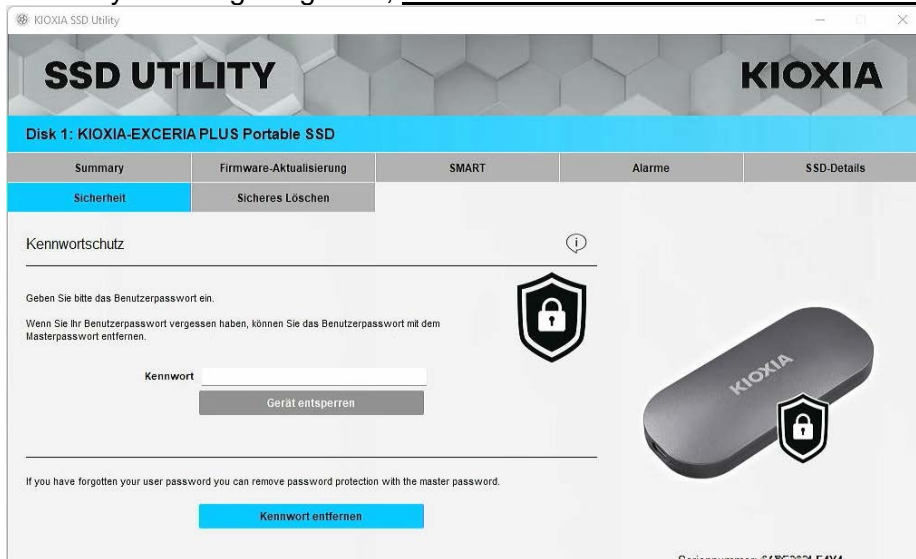 KIOXIA SSD Utility
SSD UTILITY
KIOXIA
Disk 1: KIOXIA-EXCERIA PLUS Portable SSD
Summary Firmware-Aktualisierung SMART Alarme SSD-Details
Sicherheit Sicheres Löschen
Kennwortschutz
Geben Sie bitte das Benutzerpasswort ein.
Wenn Sie Ihr Benutzerpasswort vergessen haben, können Sie das Benutzerpasswort mit dem
Masterpasswort entfernen.
Kennwort
Gerät entsperren
KIOXIA
If you have forgotten your user password you can remove password protection with the master password.
Kennwort entfernen